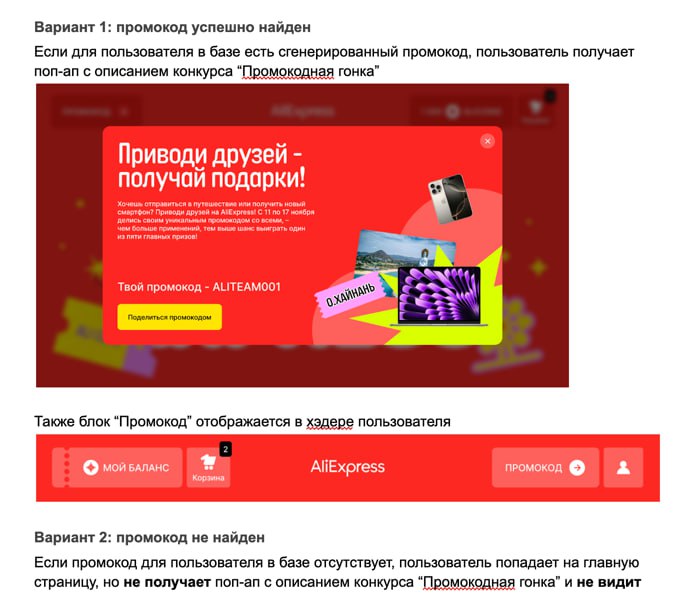 Вариант 1: промокод успешно найден
Если для пользователя в базе есть сгенерированный промокод, пользователь получает
поп-ап с описанием конкурса “Промокодная гонка”
ПРОМОКОД
AliExpress
Приводи друзей -
получай подарки!
Хочешь отправиться в путешествие или получить новый
смартфон? Приводи друзей на AliExpress! С 11 по 17 ноября
делись своим уникальным промокодом со всеми, –
чем больше применений, тем выше шанс выиграть один
из пяти главных призов!
О.ХАЙНАНЬ
Твой промокод - ALITEAM001
Поделиться промокодом
Также блок “Промокод” отображается в хэдере пользователя
МОЙ БАЛАНС
2
Корзина
AliExpress
ПРОМОКОД
Вариант 2: промокод не найден
Если промокод для пользователя в базе отсутствует, пользователь попадает на главную
страницу, но не получает поп-ап с описанием конкурса “Промокодная гонка” и не видит